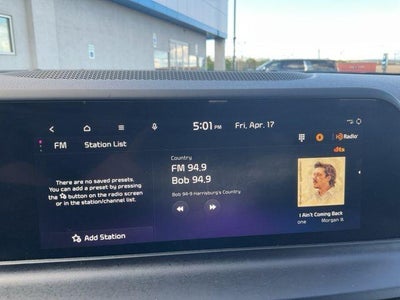 5:01 PM Fri, Apr. 17
HD Radio
dts
FM Station List
There are no saved presets.
You can add a preset by pressing
the button on the radio screen
or in the station/channel list.
Add Station
Country
FM 94.9
Bob 94.9
Bob 94-9 Harrisburg's Country
I Ain't Coming Back
one Morgan W